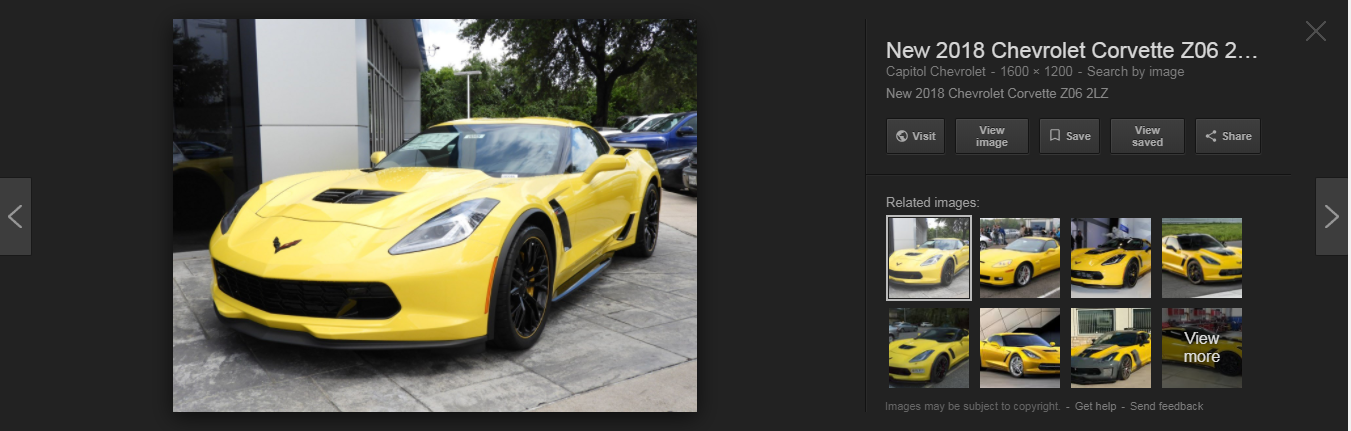 New 2018 Chevrolet Corvette Z06 2...
Capitol Chevrolet - 1600 × 1200 - Search by image
New 2018 Chevrolet Corvette Z06 2LZ
Visit
View
image
Save
View
saved
Share
Related images:
View
more
Images may be subject to copyright. - Get help - Send feedback